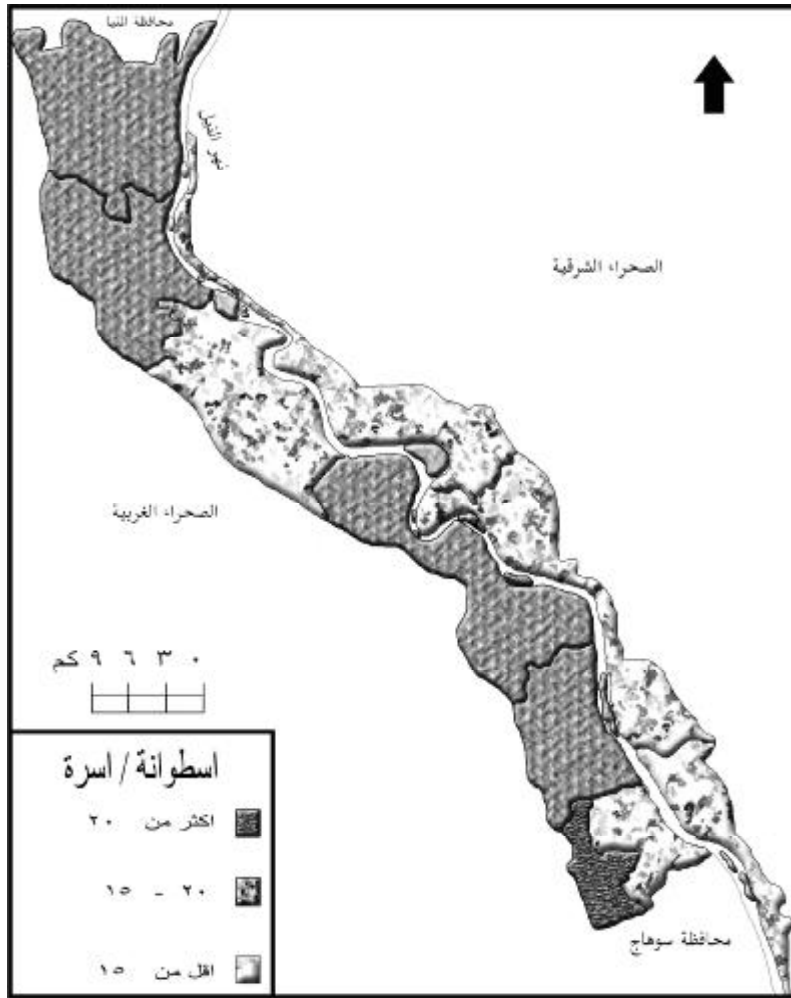 محافظة المنيا
نهر النيل
الصحراء الشرقية
الصحراء الغربية
كم ٩ ٦ ٣ ٠
اسطوانة / اسرة
اكثر من ٢٠
١٥ - ٢٠
اقل من ١٥
محافظة سوهاج